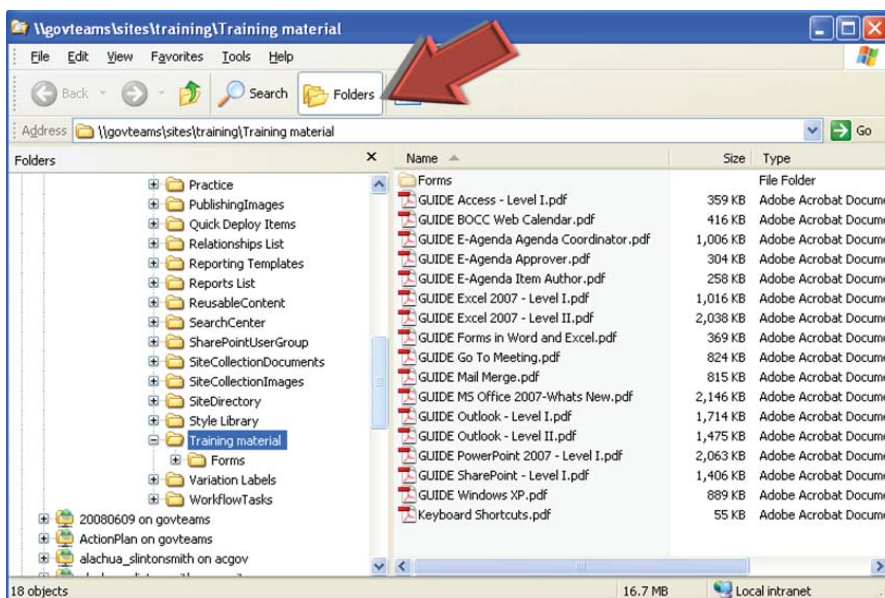 \\govteams\sites\training\Training material
File Edit View Favorites Tools Help
Back Search Folders
Address \\govteams\sites\training\Training material Go
Folders
Practice
PublishingImages
Quick Deploy Items
Relationships List
Reporting Templates
Reports List
ReusableContent
SearchCenter
SharePointUserGroup
SiteCollectionDocuments
SiteCollectionImages
SiteDirectory
Style Library
Training material
Forms
Variation Labels
WorkflowTasks
20080609 on govteams
ActionPlan on govteams
alachua_slintonsmith on acgov
Name Size Type
Forms File Folder
GUIDE Access - Level I.pdf 359 KB Adobe Acrobat Docume
GUIDE BOCC Web Calendar.pdf 416 KB Adobe Acrobat Docume
GUIDE E-Agenda Agenda Coordinator.pdf 1,006 KB Adobe Acrobat Docume
GUIDE E-Agenda Approver.pdf 304 KB Adobe Acrobat Docume
GUIDE E-Agenda Item Author.pdf 258 KB Adobe Acrobat Docume
GUIDE Excel 2007 - Level I.pdf 1,016 KB Adobe Acrobat Docume
GUIDE Excel 2007 - Level II.pdf 2,038 KB Adobe Acrobat Docume
GUIDE Forms in Word and Excel.pdf 369 KB Adobe Acrobat Docume
GUIDE Go To Meeting.pdf 824 KB Adobe Acrobat Docume
GUIDE Mail Merge.pdf 815 KB Adobe Acrobat Docume
GUIDE MS Office 2007-Whats New.pdf 2,146 KB Adobe Acrobat Docume
GUIDE Outlook - Level I.pdf 1,714 KB Adobe Acrobat Docume
GUIDE Outlook - Level II.pdf 1,475 KB Adobe Acrobat Docume
GUIDE PowerPoint 2007 - Level I.pdf 2,063 KB Adobe Acrobat Docume
GUIDE SharePoint - Level I.pdf 1,406 KB Adobe Acrobat Docume
GUIDE Windows XP.pdf 889 KB Adobe Acrobat Docume
Keyboard Shortcuts.pdf 55 KB Adobe Acrobat Docume
18 objects 16.7 MB Local intranet